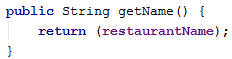 public String getName() {
    return (restaurantName);
}